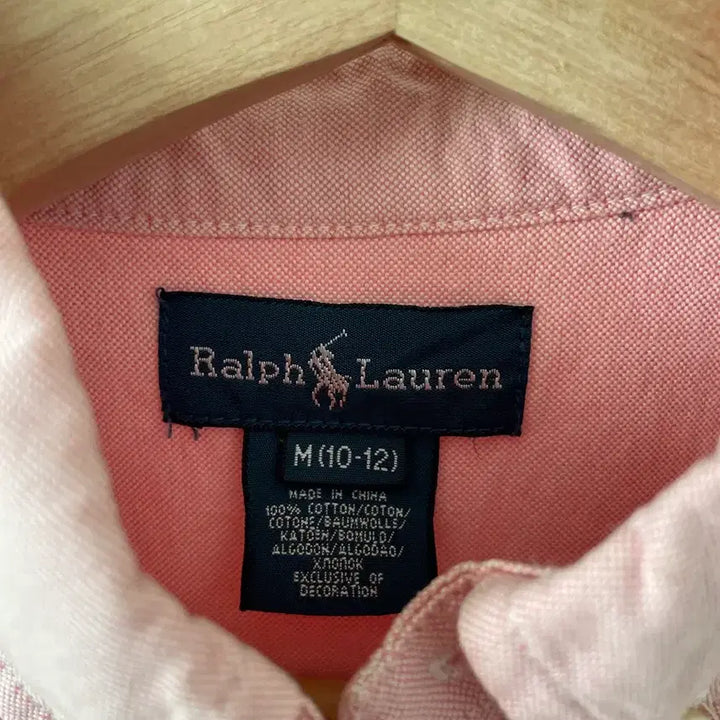 Ralph Lauren
M (10-12)
MADE IN CHINA
100% COTTON/COTON/
COTONE/BAUMWOLLE/
KATOEN/BOMULD/
ALGODON/ALGODAO/
ХЛОПОК
EXCLUSIVE OF
DECORATION